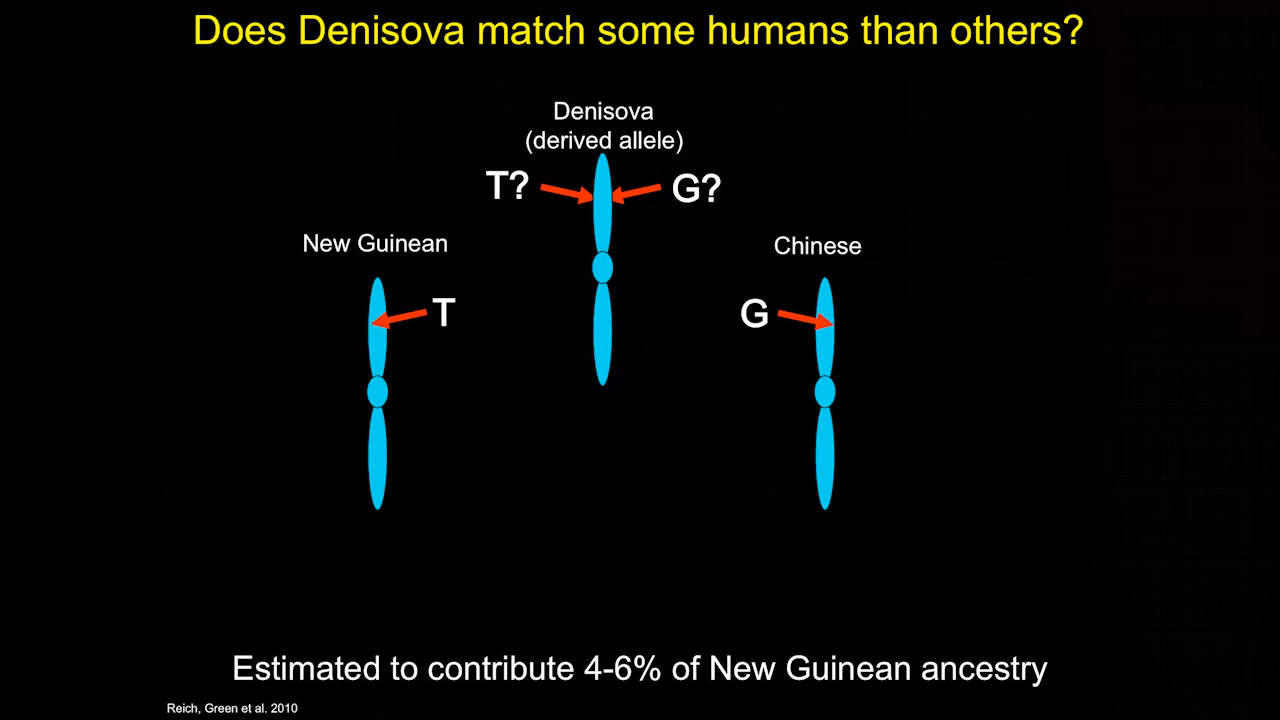 Does Denisova match some humans than others?
Denisova
(derived allele)
T?
G?
New Guinean
Chinese
T
G
Estimated to contribute 4-6% of New Guinean ancestry
Reich, Green et al. 2010